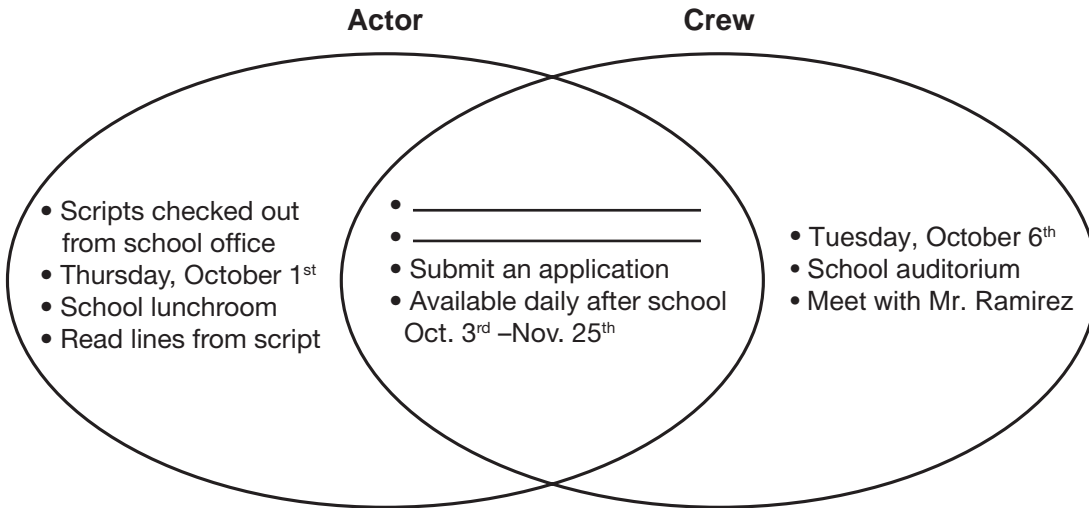 Actor
Crew
• Scripts checked out
from school office
• Thursday, October 1st
• School lunchroom
• Read lines from script
•
•
• Submit an application
• Available daily after school
Oct. 3rd –Nov. 25th
• Tuesday, October 6th
• School auditorium
• Meet with Mr. Ramirez